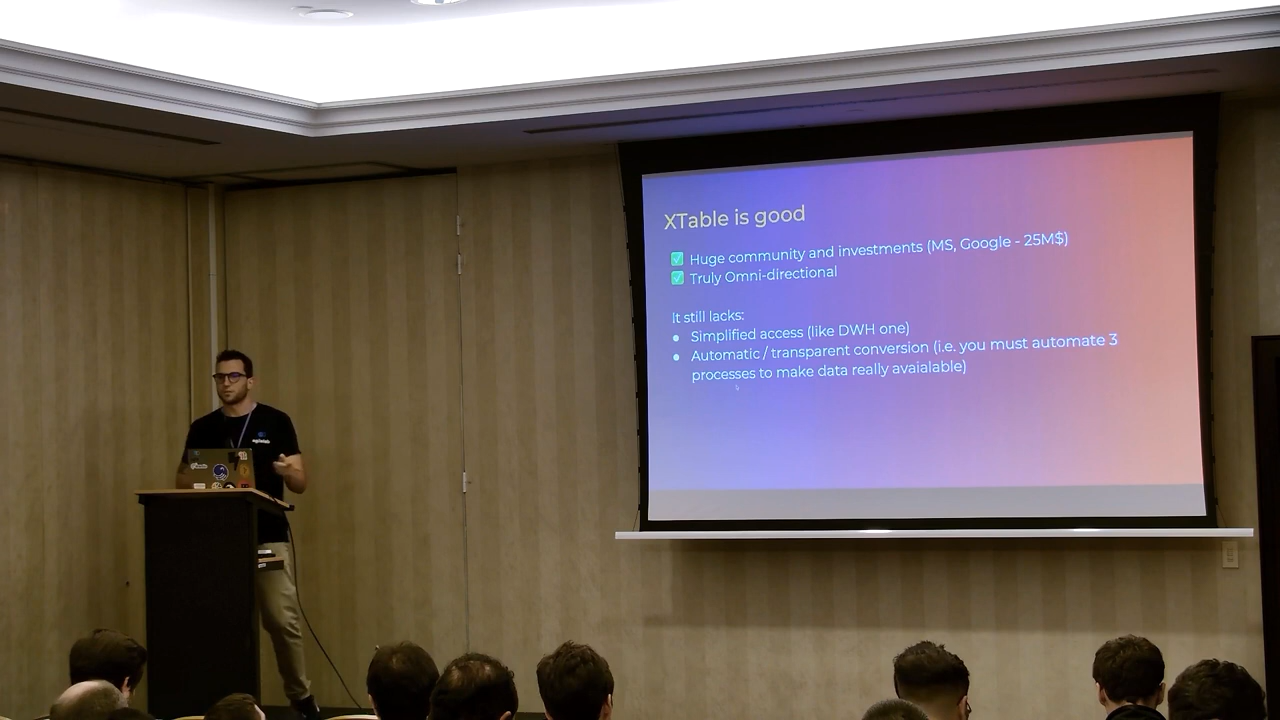 XTable is good
✅ Huge community and investments (MS, Google - 25M$)
✅ Truly Omni-directional
It still lacks:
• Simplified access (like DWH one)
• Automatic / transparent conversion (i.e. you must automate 3
processes to make data really avaialable)
agilelab